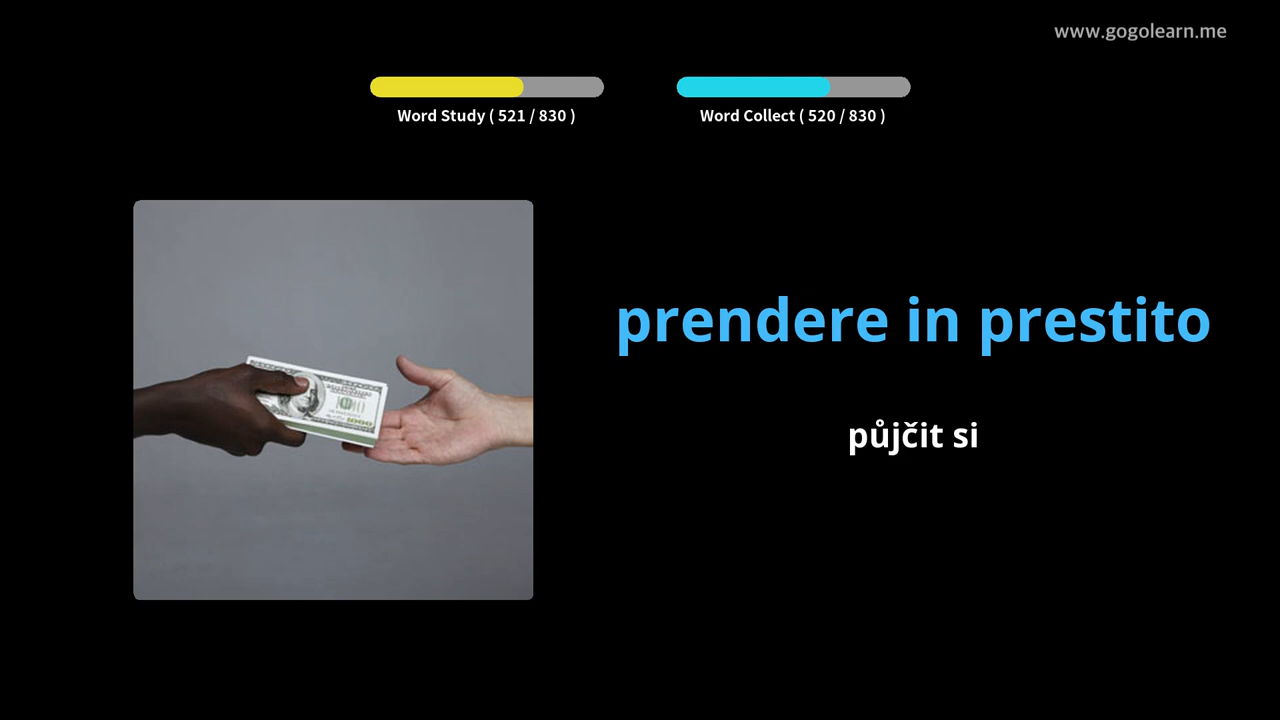 www.gogolearn.me
Word Study ( 521 / 830 )
Word Collect ( 520 / 830 )
prendere in prestito
půjčit si